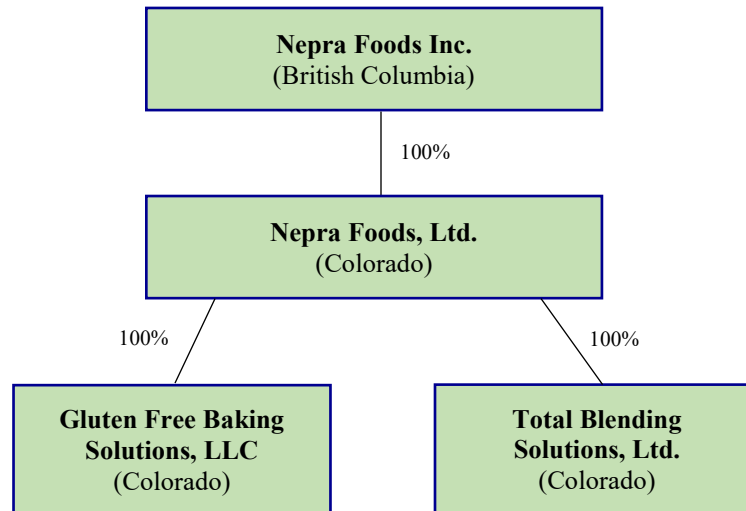 Nepra Foods Inc.
(British Columbia)
100%
Nepra Foods, Ltd.
(Colorado)
100%
100%
Gluten Free Baking
Solutions, LLC
(Colorado)
Total Blending
Solutions, Ltd.
(Colorado)